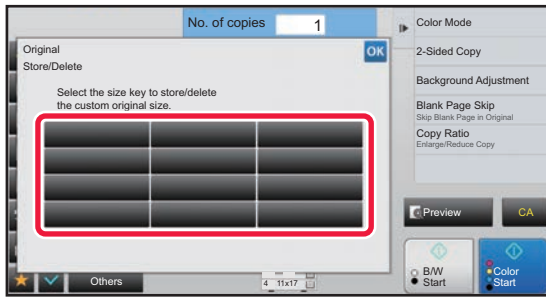 No. of copies 1
Original
Store/Delete
OK
Select the size key to store/delete
the custom original size.
Color Mode
2-Sided Copy
Background Adjustment
Blank Page Skip
Skip Blank Page in Original
Copy Ratio
Enlarge/Reduce Copy
Preview
CA
Others
4 11x17
B/W
Start
Color
Start